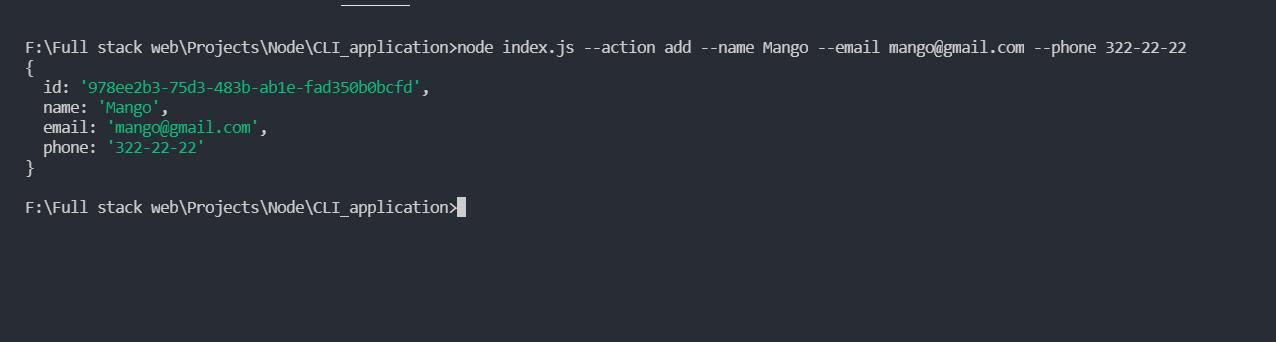 F:\Full stack web\Projects\Node\CLI_application>node index.js --action add --name Mango --email mango@gmail.com --phone 322-22-22
{
  id: '978ee2b3-75d3-483b-ab1e-fad350b0bcfd',
  name: 'Mango',
  email: 'mango@gmail.com',
  phone: '322-22-22'
}
F:\Full stack web\Projects\Node\CLI_application>